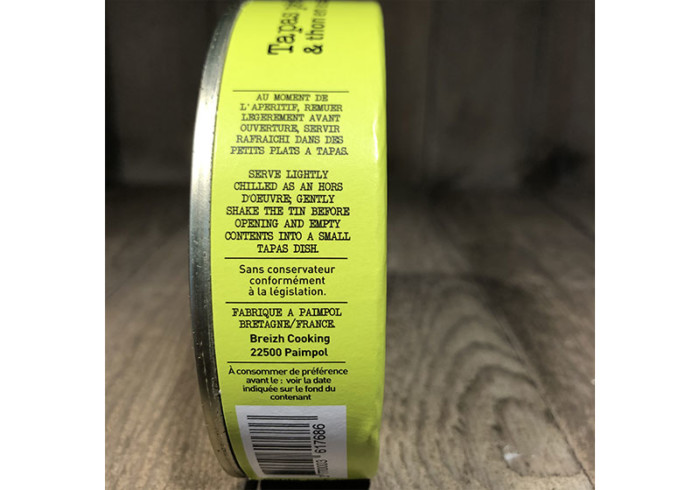 Tapas
& thon
AU MOMENT DE
L'APERITIF, REMUER
LEGEREMENT AVANT
OUVERTURE, SERVIR
RAFRAICHI DANS DES
PETITS PLATS A TAPAS.
SERVE LIGHTLY
CHILLED AS AN HORS
D'OEUVRE; GENTLY
SHAKE THE TIN BEFORE
OPENING AND EMPTY
CONTENTS INTO A SMALL
TAPAS DISH.
Sans conservateur
conformément
à la législation.
FABRIQUE A PAIMPOL
BRETAGNE/FRANCE.
Breizh Cooking
22500 Paimpol
À consommer de préférence
avant le : voir la date
indiquée sur le fond du
contenant
617686